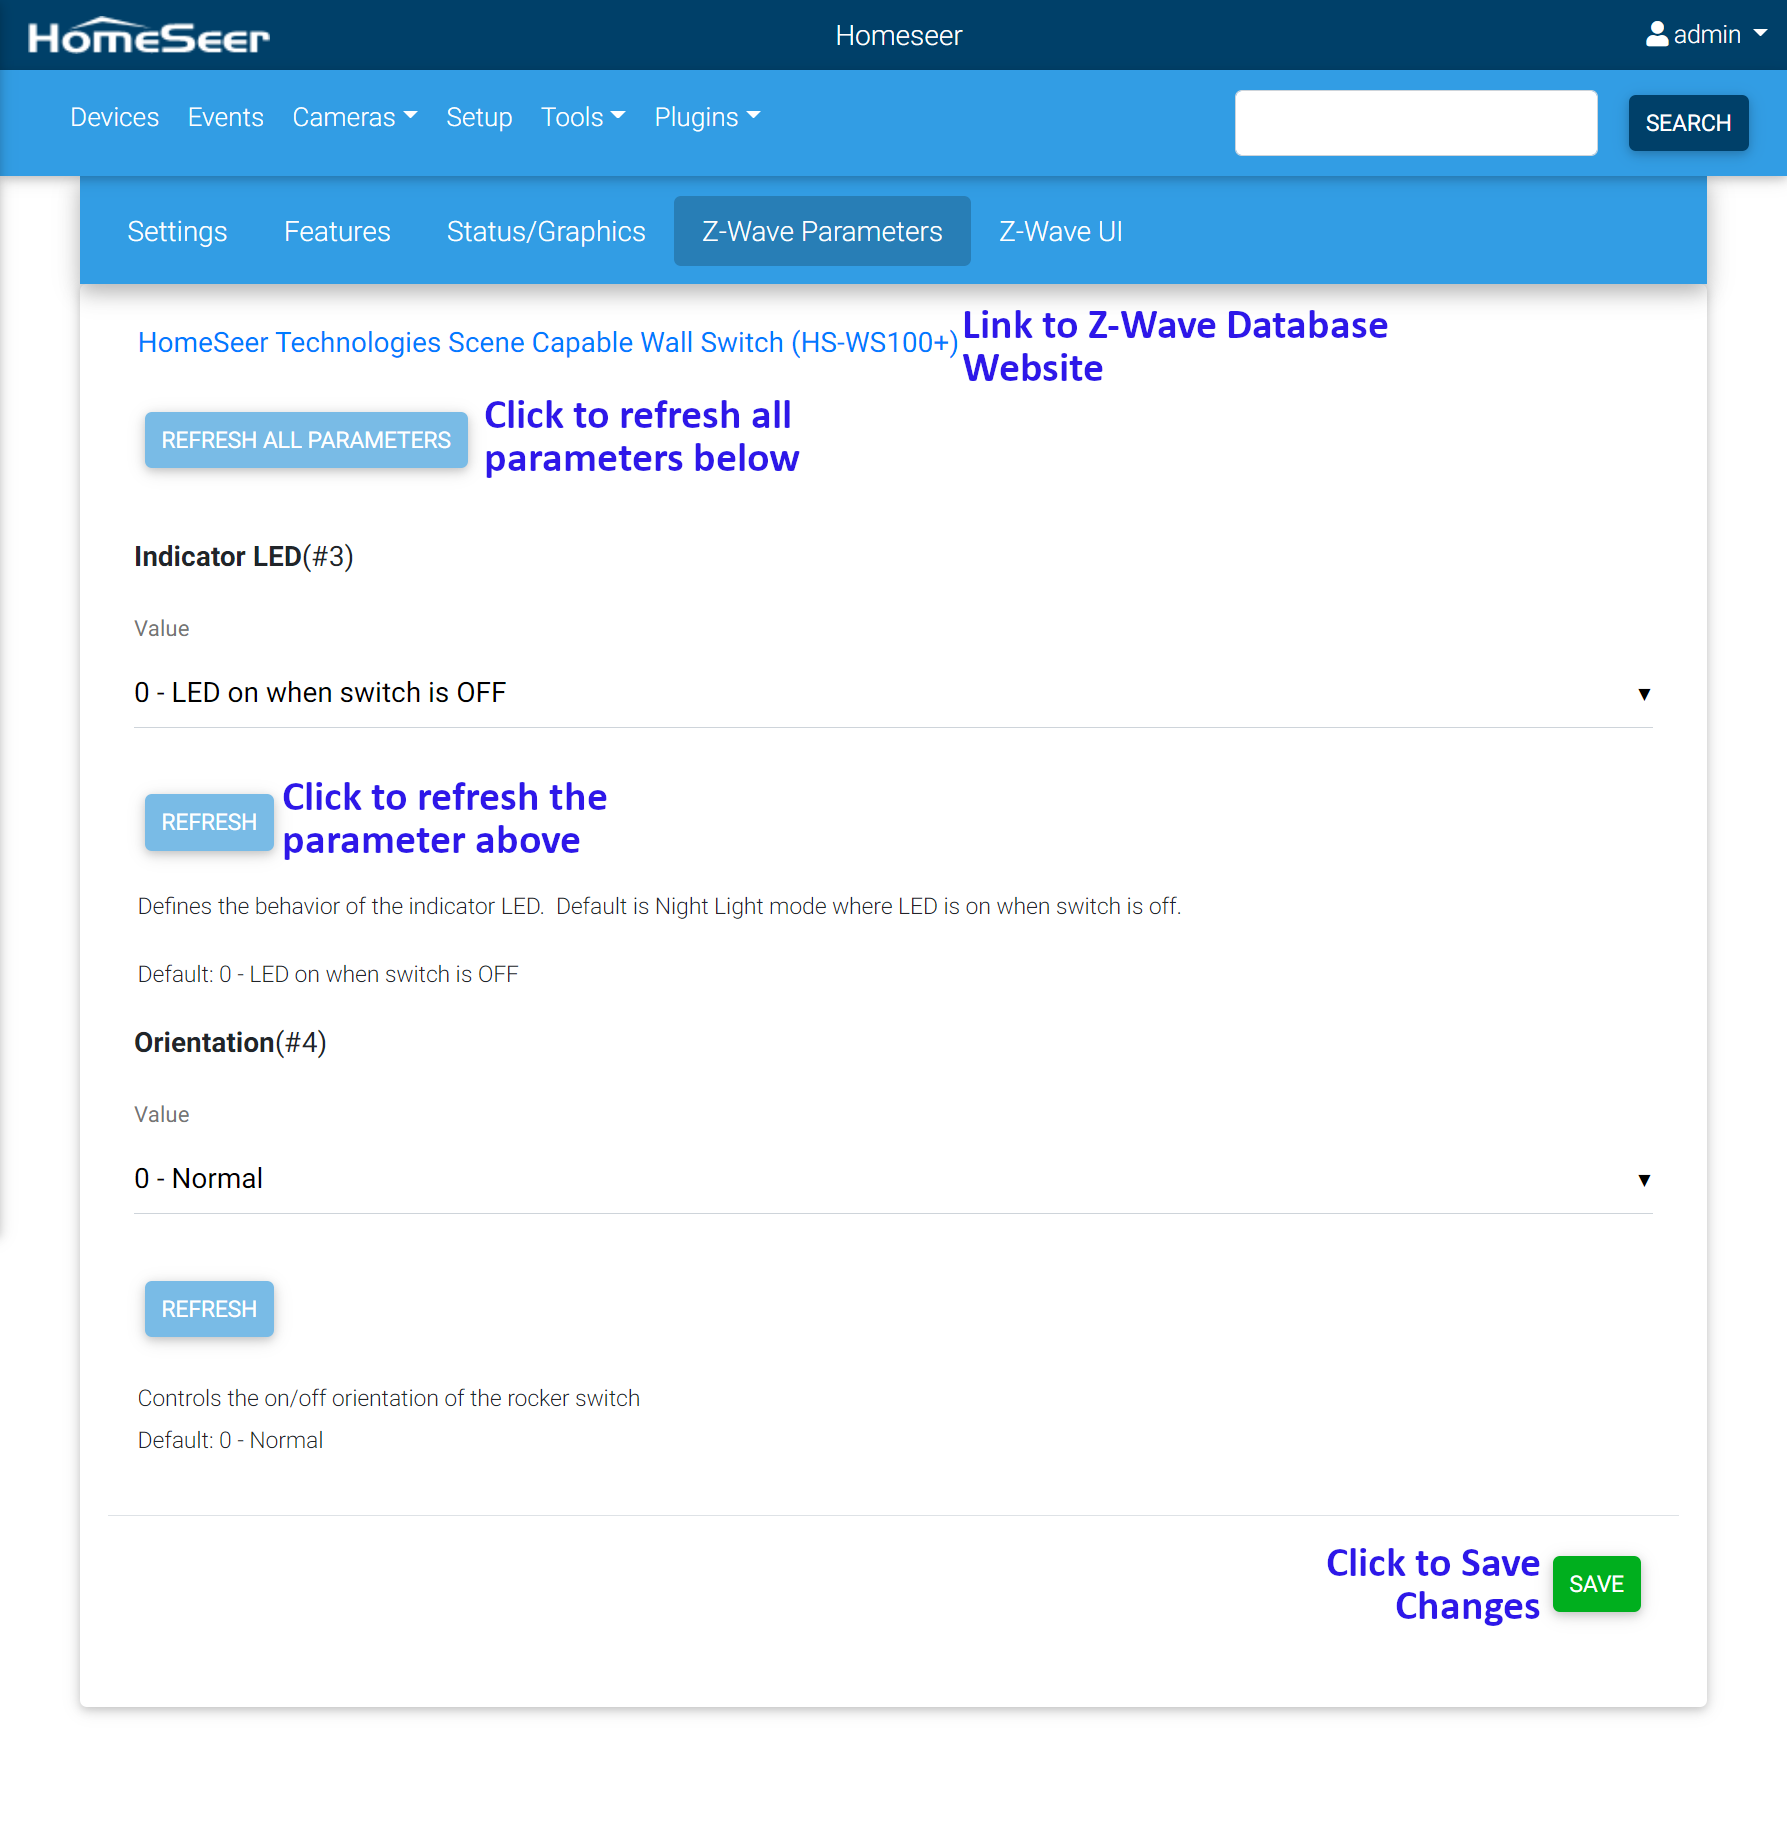 HomeSeer
Homeseer
admin
Devices Events Cameras Setup Tools Plugins
SEARCH
Settings Features Status/Graphics Z-Wave Parameters Z-Wave UI
HomeSeer Technologies Scene Capable Wall Switch (HS-WS100+)
Link to Z-Wave Database
Website
REFRESH ALL PARAMETERS
Click to refresh all
parameters below
Indicator LED(#3)
Value
0 - LED on when switch is OFF
REFRESH
Click to refresh the
parameter above
Defines the behavior of the indicator LED.  Default is Night Light mode where LED is on when switch is off.
Default: 0 - LED on when switch is OFF
Orientation(#4)
Value
0 - Normal
REFRESH
Controls the on/off orientation of the rocker switch
Default: 0 - Normal
Click to Save
Changes
SAVE